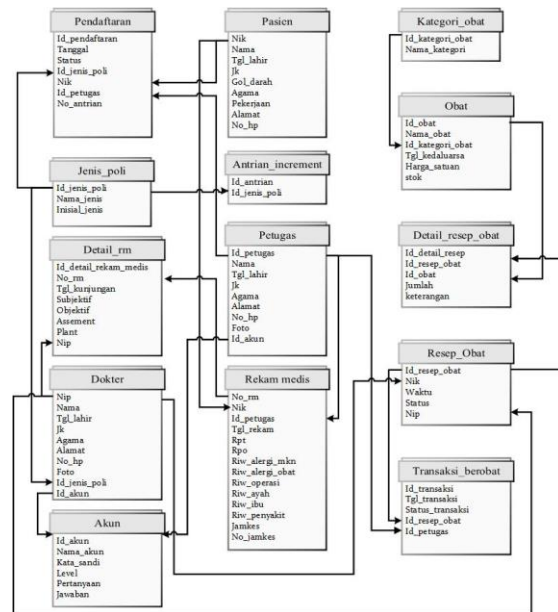 Pendaftaran
Id_pendaftaran
Tanggal
Status
Id_jenis_poli
Nik
Id_petugas
No_antrian
Pasien
Nik
Nama
Tgl_lahir
Jk
Gol_darah
Agama
Pekerjaan
Alamat
No_hp
Kategori_obat
Id_kategori_obat
Nama_kategori
Obat
Id_obat
Nama_obat
Id_kategori_obat
Tgl_kedaluarsa
Harga_satuan
stok
Jenis_poli
Id_jenis_poli
Nama_jenis
Inisial_jenis
Antrian_increment
Id_antrian
Id_jenis_poli
Detail_rm
Id_detail_rekam_medis
No_rm
Tgl_kunjungan
Subjektif
Objektif
Assement
Plant
Nip
Petugas
Id_petugas
Nama
Tgl_lahir
Jk
Agama
Alamat
No_hp
Foto
Id_akun
Detail_resep_obat
Id_detail_resep
Id_resep_obat
Id_obat
Jumlah
keterangan
Dokter
Nip
Nama
Tgl_lahir
Jk
Agama
Alamat
No_hp
Foto
Id_jenis_poli
Id_akun
Rekam medis
No_rm
Nik
Id_petugas
Tgl_rekam
Rpt
Rpo
Riw_alergi_mkn
Riw_alergi_obat
Riw_operasi
Riw_ayah
Riw_ibu
Riw_penyakit
Jamkes
No_jamkes
Resep_Obat
Id_resep_obat
Nik
Waktu
Status
Nip
Transaksi_berobat
Id_transaksi
Tgl_transaksi
Status_transaksi
Id_resep_obat
Id_petugas
Akun
Id_akun
Nama_akun
Kata_sandi
Level
Pertanyaan
Jawaban